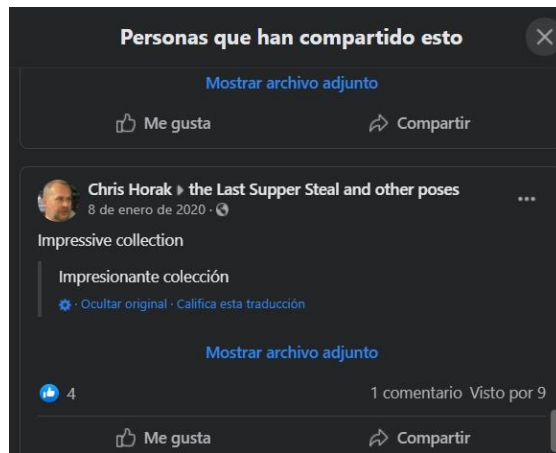 Personas que han compartido esto
Mostrar archivo adjunto
Me gusta Compartir
Chris Horak ▸ the Last Supper Steal and other poses
8 de enero de 2020 ·
Impressive collection
Impresionante colección
· Ocultar original · Califica esta traducción
Mostrar archivo adjunto
4 1 comentario Visto por 9
Me gusta Compartir